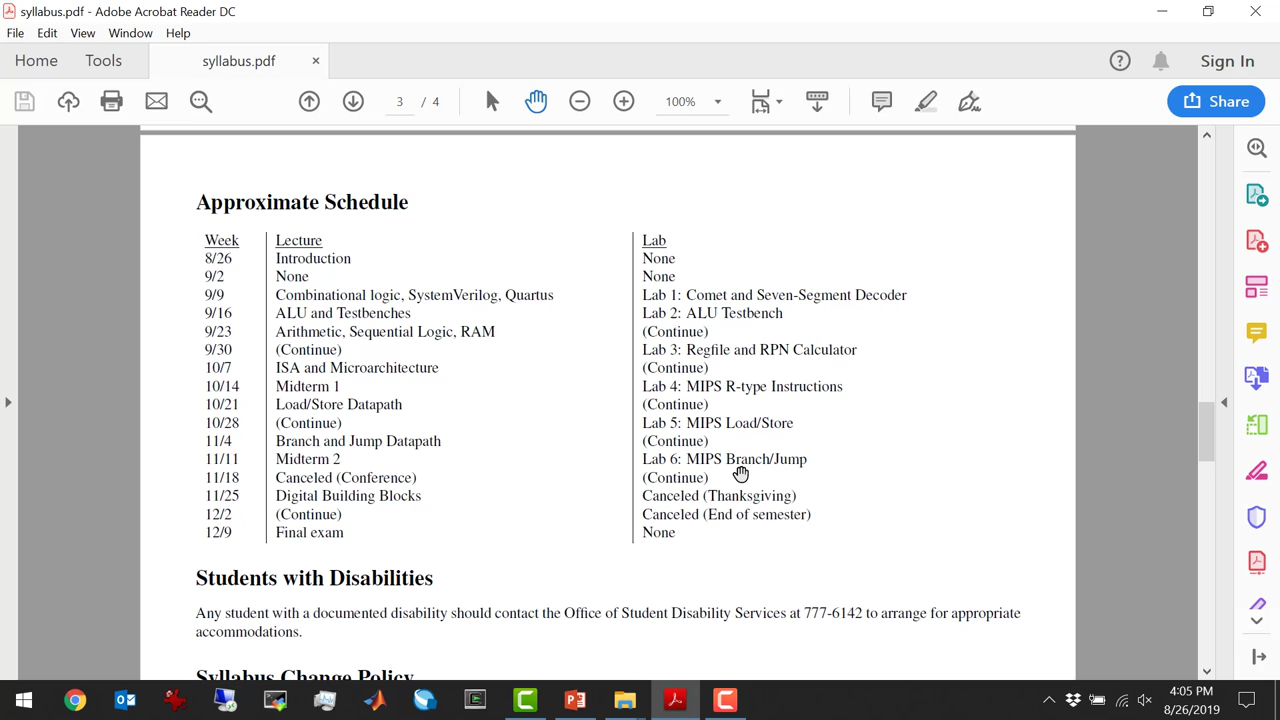 syllabus.pdf - Adobe Acrobat Reader DC
File Edit View Window Help
Home Tools syllabus.pdf × ? Sign In
3 / 4 100% Share
Approximate Schedule
Week Lecture Lab
8/26 Introduction None
9/2 None None
9/9 Combinational logic, SystemVerilog, Quartus Lab 1: Comet and Seven-Segment Decoder
9/16 ALU and Testbenches Lab 2: ALU Testbench
9/23 Arithmetic, Sequential Logic, RAM (Continue)
9/30 (Continue) Lab 3: Regfile and RPN Calculator
10/7 ISA and Microarchitecture (Continue)
10/14 Midterm 1 Lab 4: MIPS R-type Instructions
10/21 Load/Store Datapath (Continue)
10/28 (Continue) Lab 5: MIPS Load/Store
11/4 Branch and Jump Datapath (Continue)
11/11 Midterm 2 Lab 6: MIPS Branch/Jump
11/18 Canceled (Conference) (Continue)
11/25 Digital Building Blocks Canceled (Thanksgiving)
12/2 (Continue) Canceled (End of semester)
12/9 Final exam None
Students with Disabilities
Any student with a documented disability should contact the Office of Student Disability Services at 777-6142 to arrange for appropriate
accommodations.
Syllabus Change Policy
4:05 PM
8/26/2019